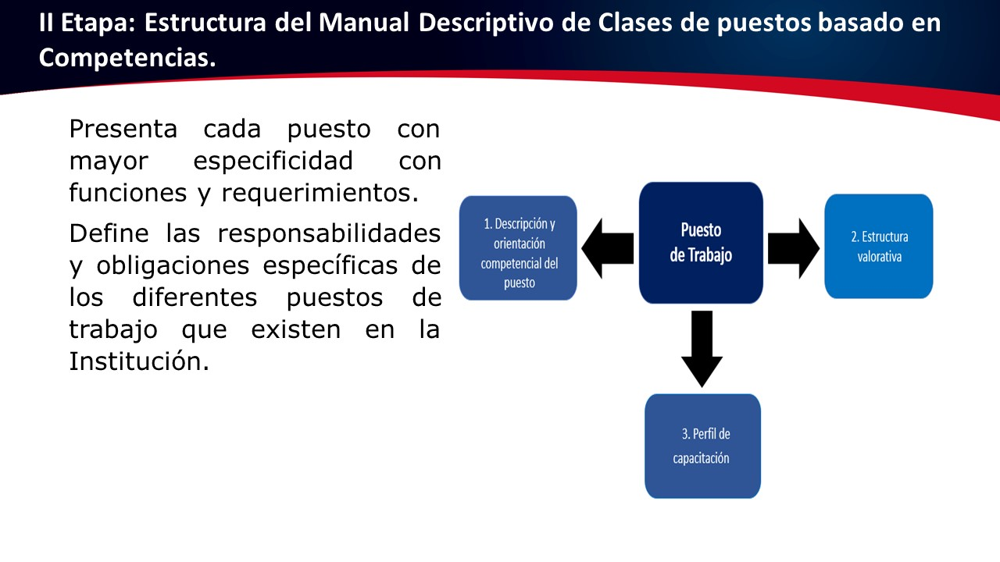 II Etapa: Estructura del Manual Descriptivo de Clases de puestos basado en
Competencias.
Presenta cada puesto con
mayor especificidad con
funciones y requerimientos.
Define las responsabilidades
y obligaciones específicas de
los diferentes puestos de
trabajo que existen en la
Institución.
1. Descripción y
orientación
competencial del
puesto
Puesto
de Trabajo
2. Estructura
valorativa
3. Perfil de
capacitación